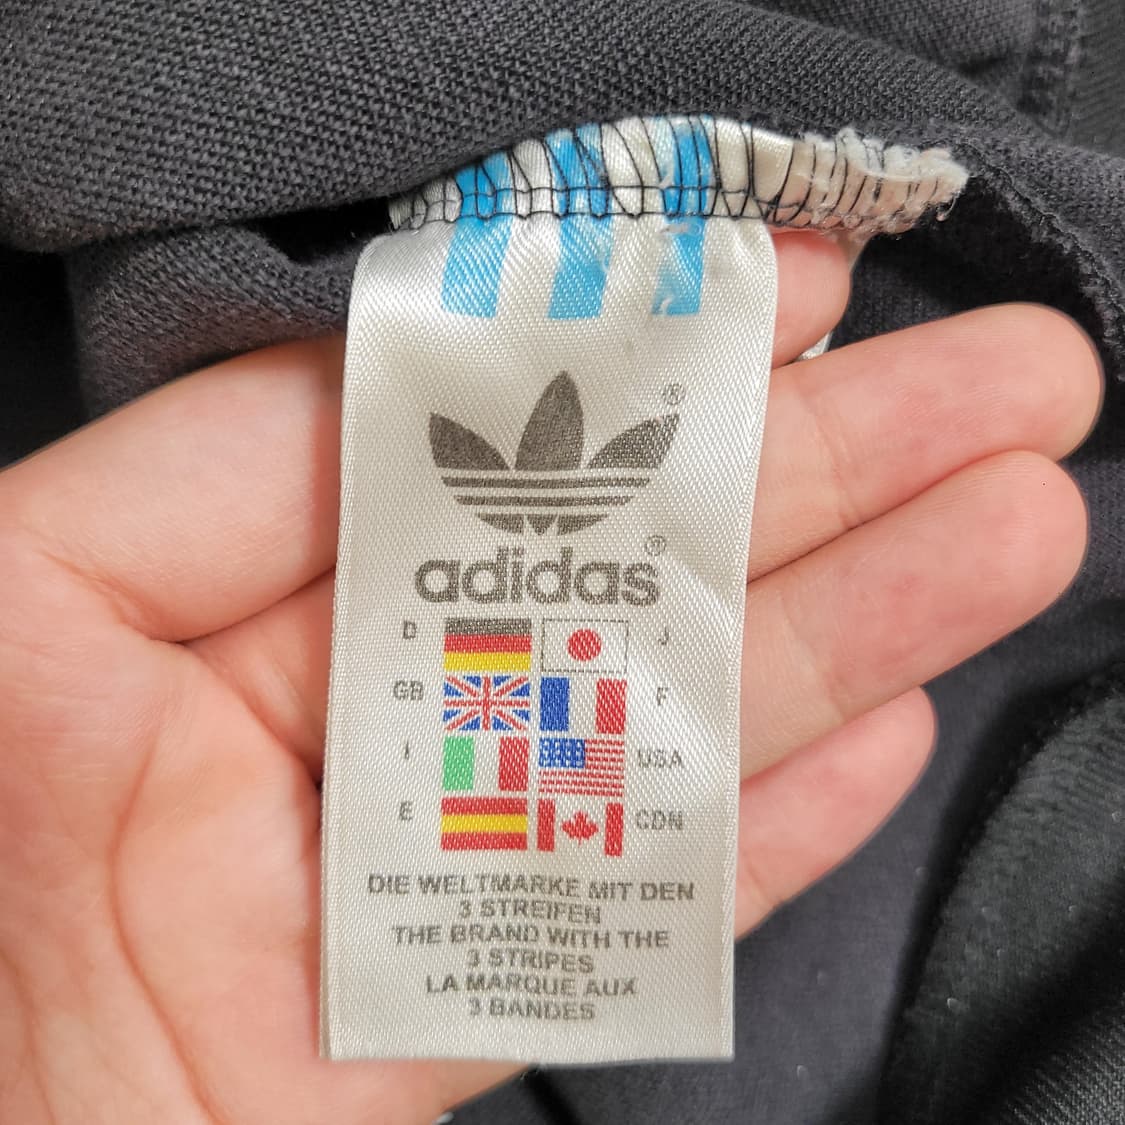 ®
adidas®
D J
GB F
I USA
E CDN
DIE WELTMARKE MIT DEN
3 STREIFEN
THE BRAND WITH THE
3 STRIPES
LA MARQUE AUX
3 BANDES